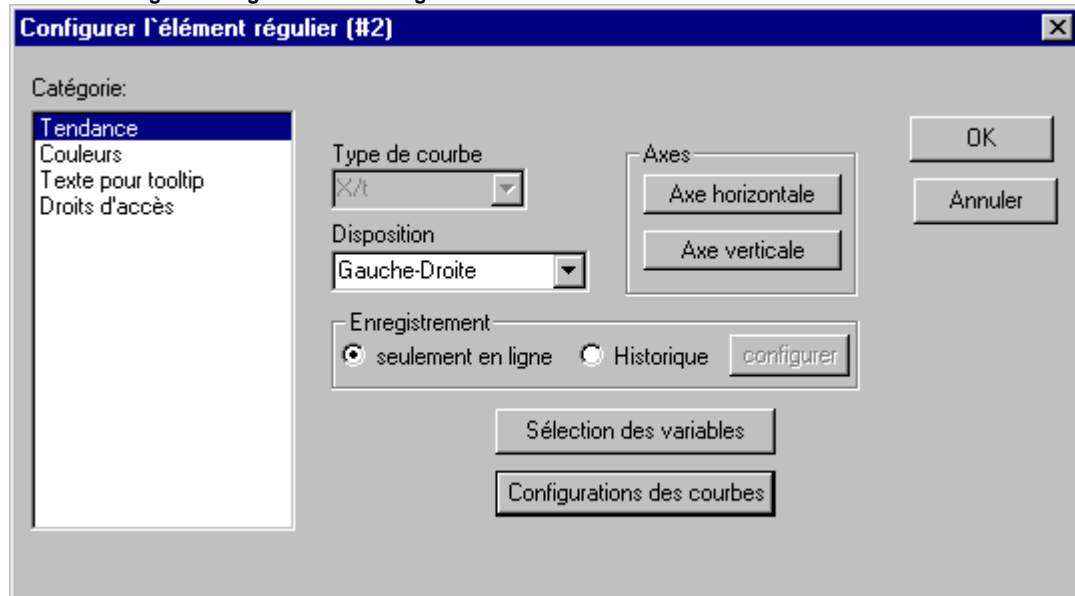 Configurer l`élément régulier (#2)
Catégorie:
Tendance
Couleurs
Texte pour tooltip
Droits d'accès
Type de courbe
X/t
Disposition
Gauche-Droite
Axes
Axe horizontale
Axe verticale
OK
Annuler
Enregistrement
seulement en ligne Historique configurer
Sélection des variables
Configurations des courbes